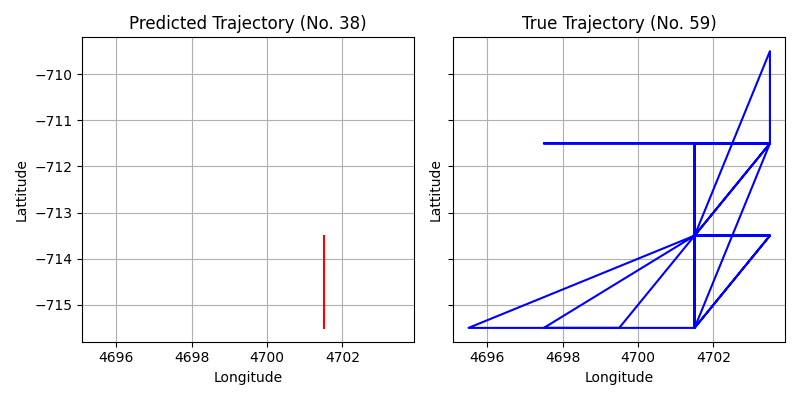 Predicted Trajectory (No. 38)
True Trajectory (No. 59)
−710
−711
−712
−713
−714
−715
Lattitude
Lattitude
4696
4698
4700
4702
4696
4698
4700
4702
Longitude
Longitude